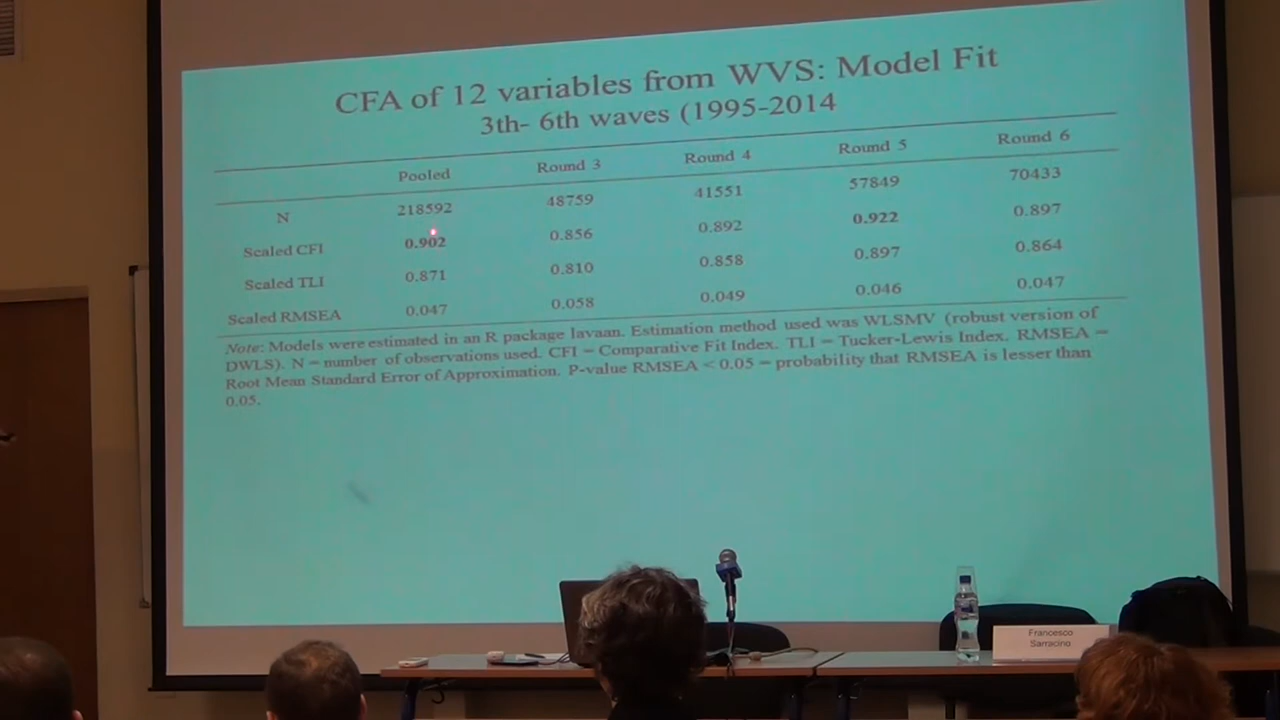 CFA of 12 variables from WVS: Model Fit
3th- 6th waves (1995-2014
Pooled Round 3 Round 4 Round 5 Round 6
N 218592 48759 41551 57849 70433
Scaled CFI 0.902 0.856 0.892 0.922 0.897
Scaled TLI 0.871 0.810 0.858 0.897 0.864
Scaled RMSEA 0.047 0.058 0.049 0.046 0.047
Note: Models were estimated in an R package lavaan. Estimation method used was WLSMV (robust version of
DWLS). N = number of observations used. CFI = Comparative Fit Index. TLI = Tucker-Lewis Index. RMSEA =
Root Mean Standard Error of Approximation. P-value RMSEA < 0.05 = probability that RMSEA is lesser than
0.05.
Francesco
Sarracino